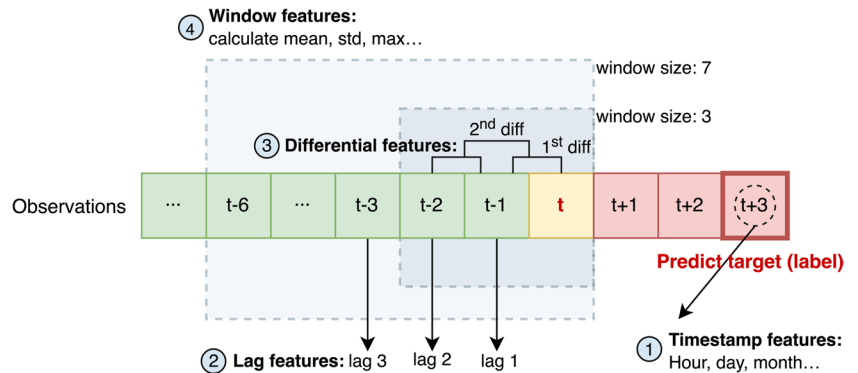 4 Window features:
calculate mean, std, max...
window size: 7
window size: 3
2nd diff
3 Differential features:
1st diff
Observations ... t-6 ... t-3 t-2 t-1 t t+1 t+2 t+3
Predict target (label)
1 Timestamp features:
Hour, day, month...
2 Lag features: lag 3 lag 2 lag 1